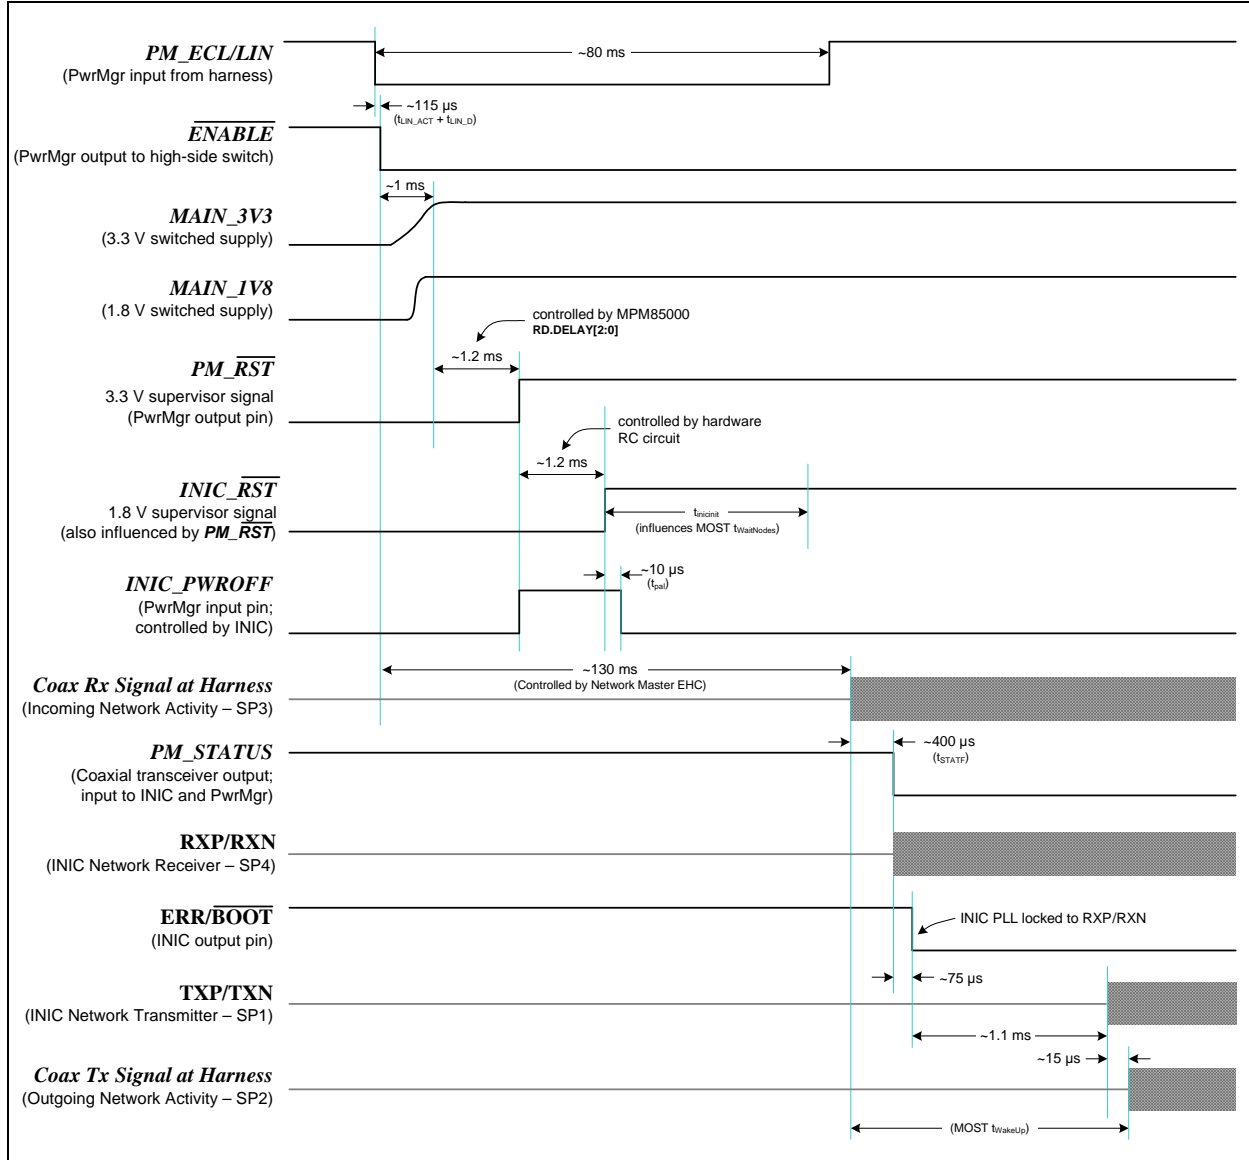 PM_ECL/LIN
(PwrMgr input from harness)
~80 ms
~115 µs
(tLIN_ACT + tLIN_D)
ENABLE
(PwrMgr output to high-side switch)
~1 ms
MAIN_3V3
(3.3 V switched supply)
MAIN_1V8
(1.8 V switched supply)
controlled by MPM85000
RD.DELAY[2:0]
~1.2 ms
PM_RST
3.3 V supervisor signal
(PwrMgr output pin)
controlled by hardware
RC circuit
~1.2 ms
INIC_RST
1.8 V supervisor signal
(also influenced by PM_RST)
tinicinit
(influences MOST tWaitNodes)
~10 µs
(tpal)
INIC_PWROFF
(PwrMgr input pin;
controlled by INIC)
~130 ms
(Controlled by Network Master EHC)
Coax Rx Signal at Harness
(Incoming Network Activity – SP3)
PM_STATUS
(Coaxial transceiver output;
input to INIC and PwrMgr)
~400 µs
(tSTATF)
RXP/RXN
(INIC Network Receiver – SP4)
ERR/BOOT
(INIC output pin)
INIC PLL locked to RXP/RXN
~75 µs
TXP/TXN
(INIC Network Transmitter – SP1)
~1.1 ms
~15 µs
Coax Tx Signal at Harness
(Outgoing Network Activity – SP2)
(MOST tWakeUp)